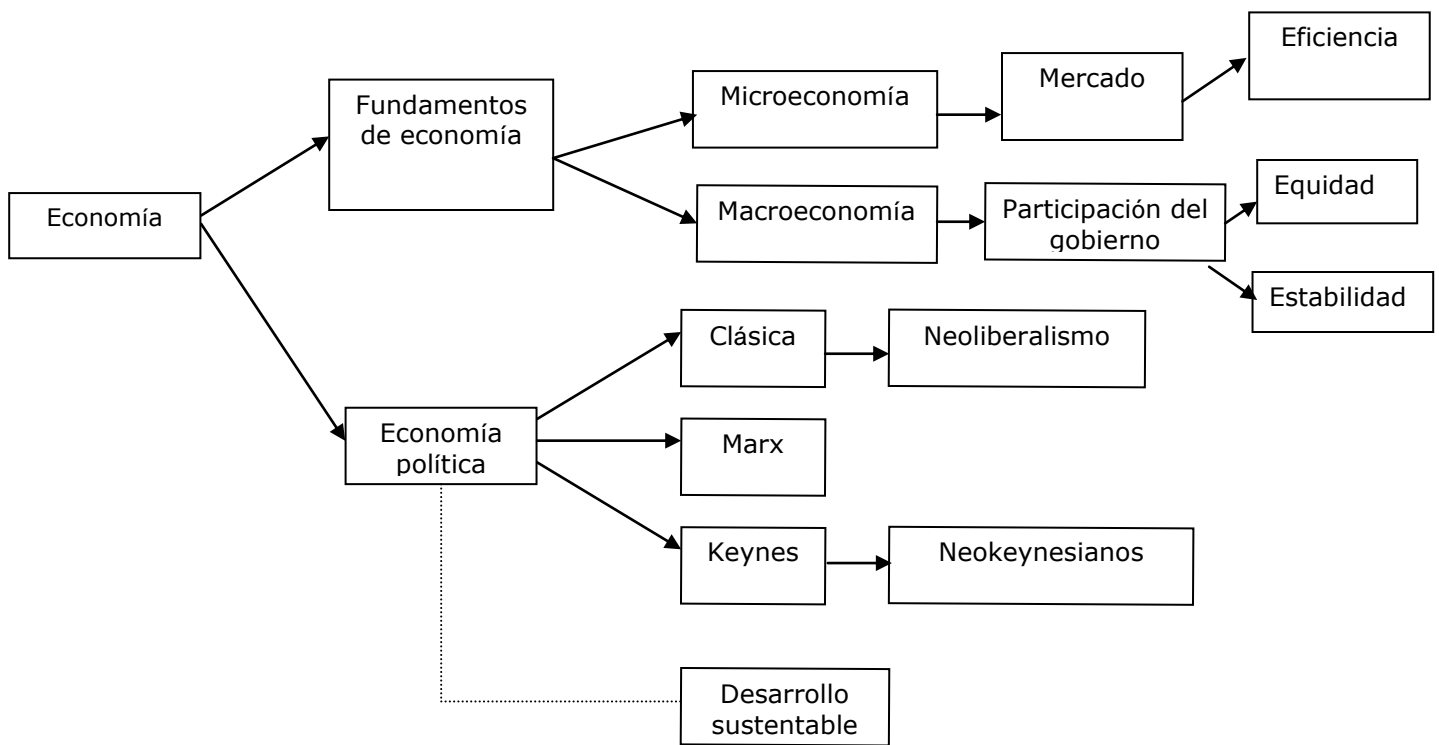 Eficiencia
Mercado
Microeconomía
Fundamentos
de economía
Equidad
Economía
Macroeconomía
Participación del
gobierno
Estabilidad
Clásica
Neoliberalismo
Economía
política
Marx
Keynes
Neokeynesianos
Desarrollo
sustentable